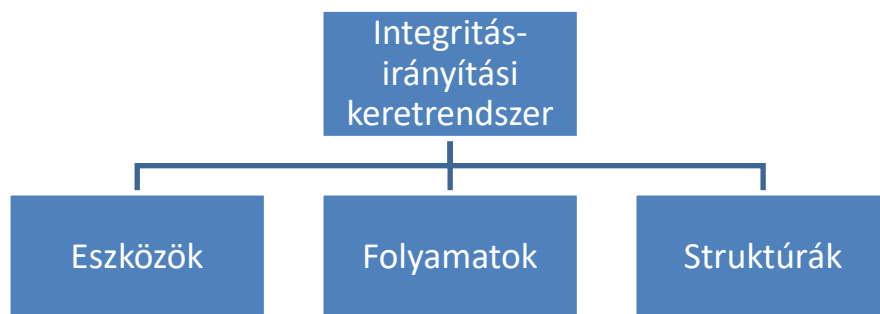 Integritás-
irányítási
keretrendszer
Eszközök
Folyamatok
Struktúrák